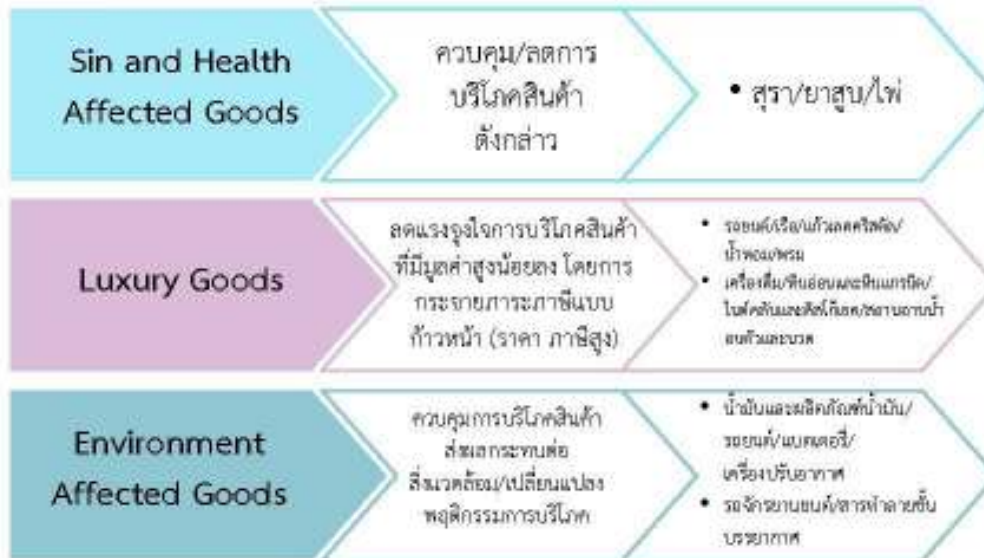 Sin and Health
Affected Goods
ควบคุม/ลดการ
บริโภคสินค้า
ดังกล่าว
• สุรา/ยาสูบ/ไพ่
Luxury Goods
ลดแรงจูงใจการบริโภคสินค้า
ที่มีมูลค่าสูงน้อยลง โดยการ
กระจายภาระภาษีแบบ
ก้าวหน้า (ราคา ภาษีสูง)
• รถยนต์/เรือ/แก้วเลดคริสตัล/
น้ำหอม/พรม
• เครื่องดื่ม/หินอ่อนและหินแกรนิต/
ไนต์คลับและดิสโก้เธค/สถานอาบน้ำ
อบตัวและนวด
Environment
Affected Goods
ควบคุมการบริโภคสินค้า
ส่งผลกระทบต่อ
สิ่งแวดล้อม/เปลี่ยนแปลง
พฤติกรรมการบริโภค
• น้ำมันและผลิตภัณฑ์น้ำมัน/
รถยนต์/แบตเตอรี่/
เครื่องปรับอากาศ
• รถจักรยานยนต์/สารทำลายชั้น
บรรยากาศ